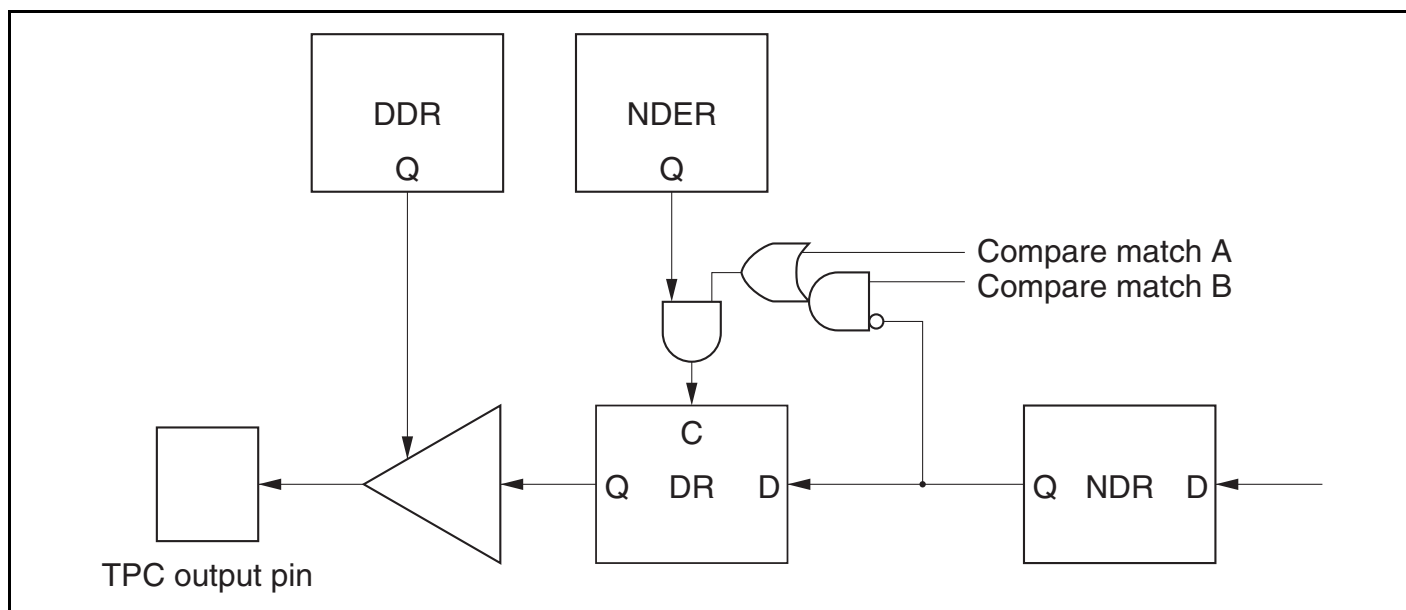 DDR
Q
NDER
Q
Compare match A
Compare match B
C
Q DR D
Q NDR D
TPC output pin